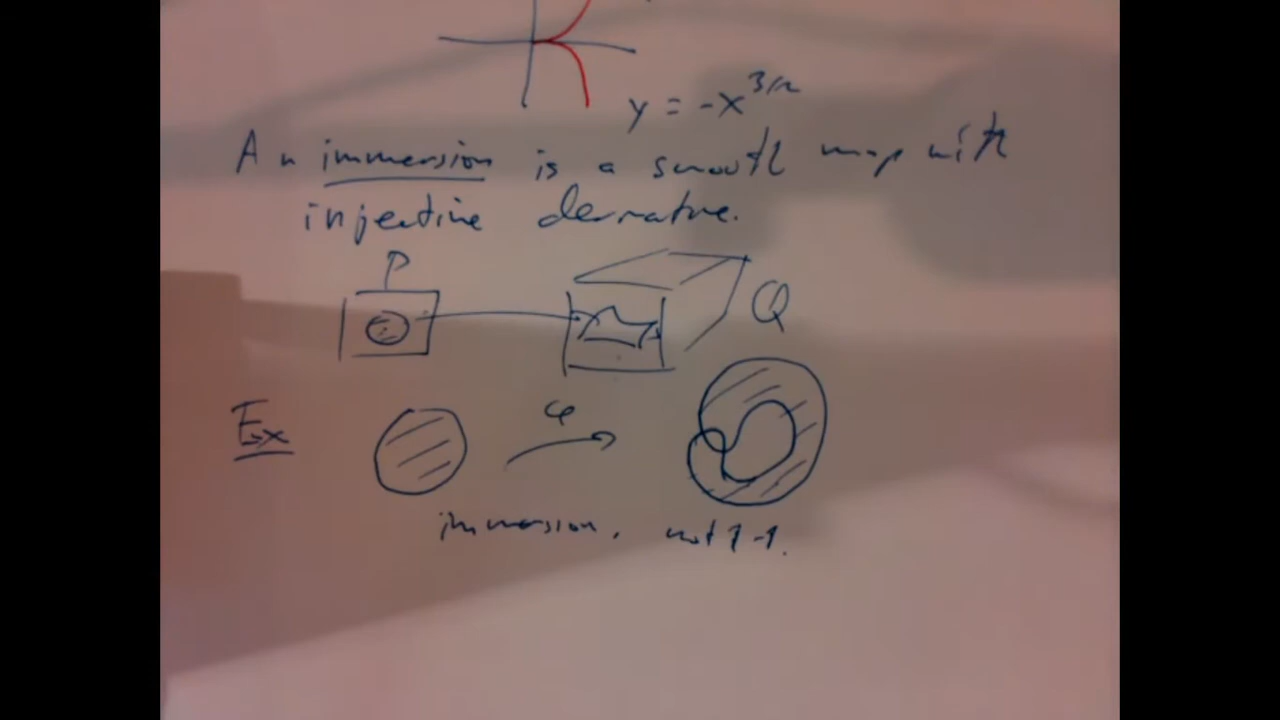 y = -x^{3/2}
An immersion is a smooth map with
injective derivative.
P
Q
Ex
φ
immersion, not 1-1.